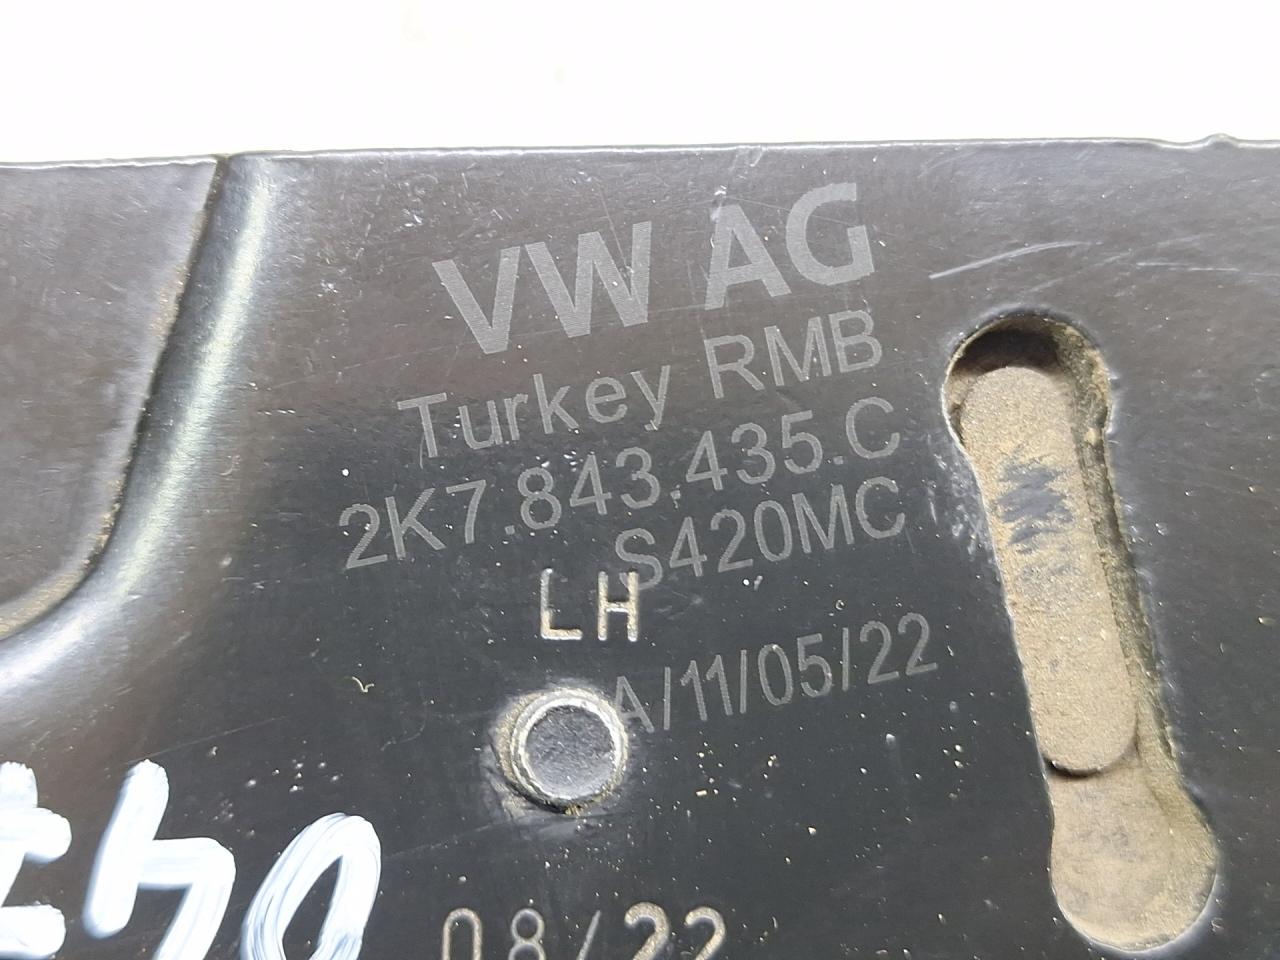 VW AG
Turkey RMB
2K7.843.435.C
S420MC
LH
A/11/05/22
08/22